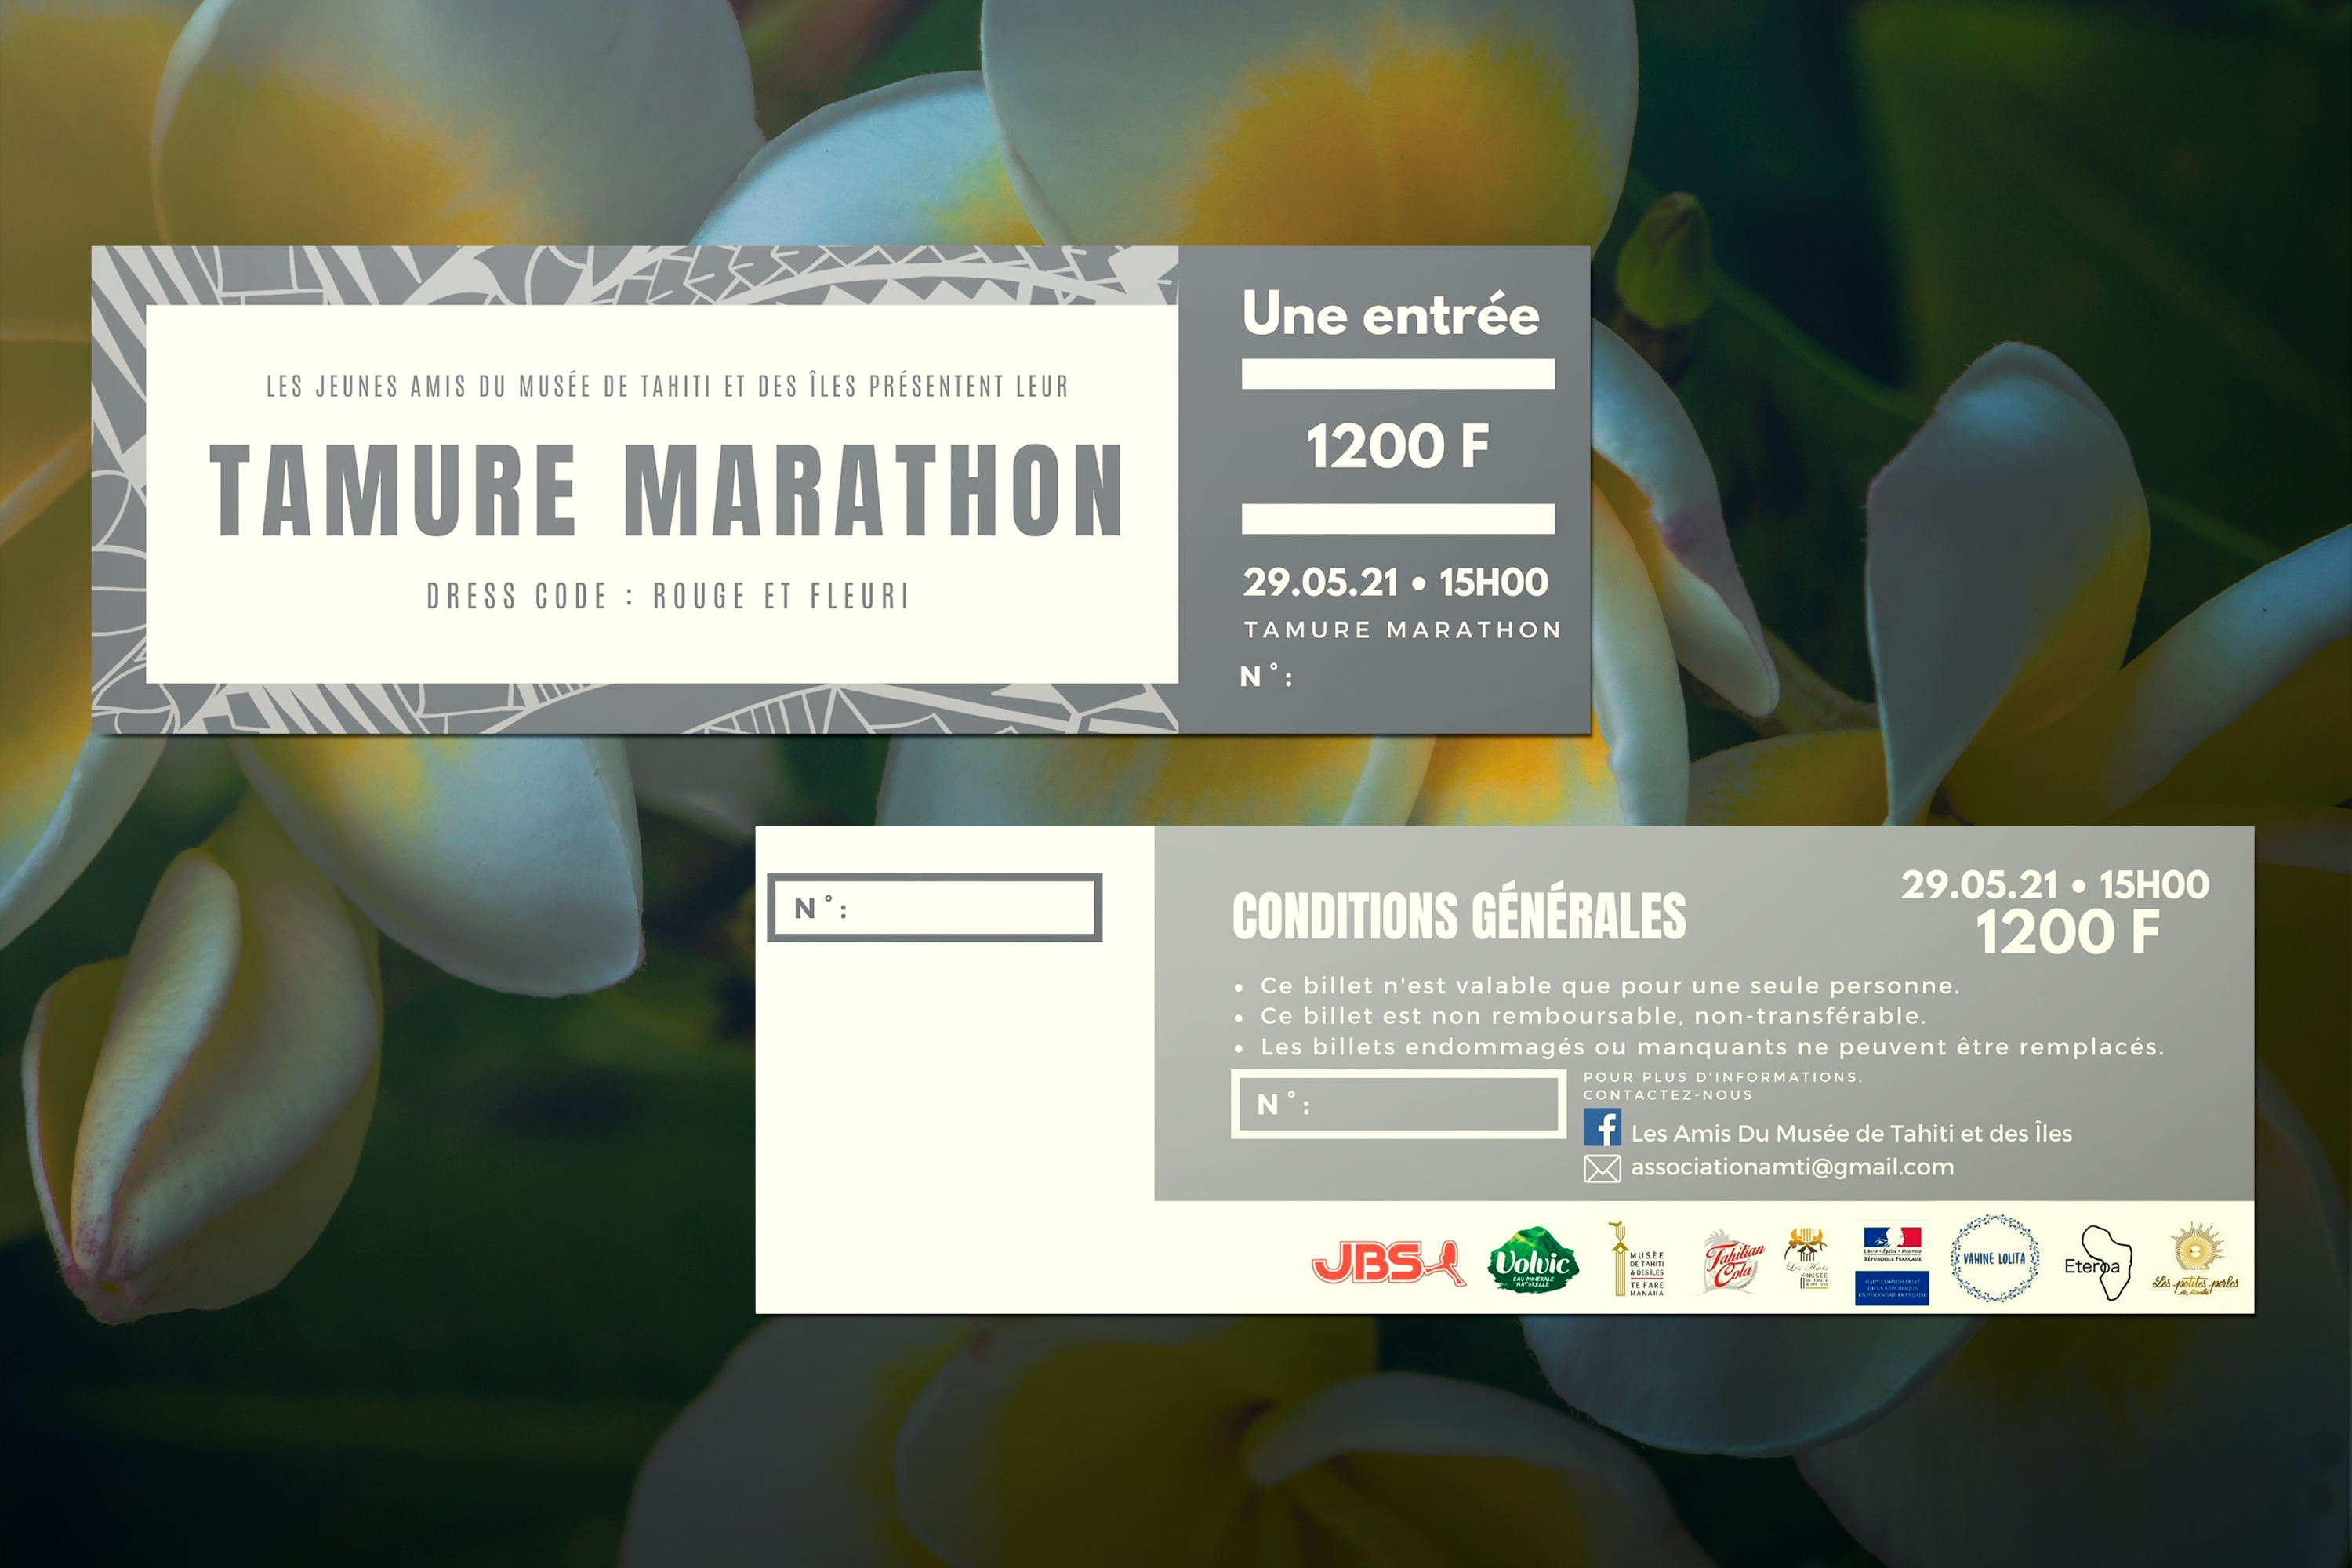 LES JEUNES AMIS DU MUSÉE DE TAHITI ET DES ÎLES PRÉSENTENT LEUR
TAMURE MARATHON
DRESS CODE : ROUGE ET FLEURI
Une entrée
1200 F
29.05.21 • 15H00
TAMURE MARATHON
N°:
N°:
CONDITIONS GÉNÉRALES
29.05.21 • 15H00
1200 F
• Ce billet n'est valable que pour une seule personne.
• Ce billet est non remboursable, non-transférable.
• Les billets endommagés ou manquants ne peuvent être remplacés.
N°:
POUR PLUS D'INFORMATIONS,
CONTACTEZ-NOUS
f
Les Amis Du Musée de Tahiti et des Îles
associationamti@gmail.com
JBS
Volvic
EAU MINÉRALE
NATURELLE
MUSÉE
DE TAHITI
& DES ÎLES
TE FARE
MANAHA
Tahitian
Cola
Les Amis
MUSÉE
Liberté • Égalité • Fraternité
RÉPUBLIQUE FRANÇAISE
HAUT COMMISSARIAT
DE LA RÉPUBLIQUE
EN POLYNÉSIE FRANÇAISE
VAHINE LOLITA
Eteroa
Les petites perles